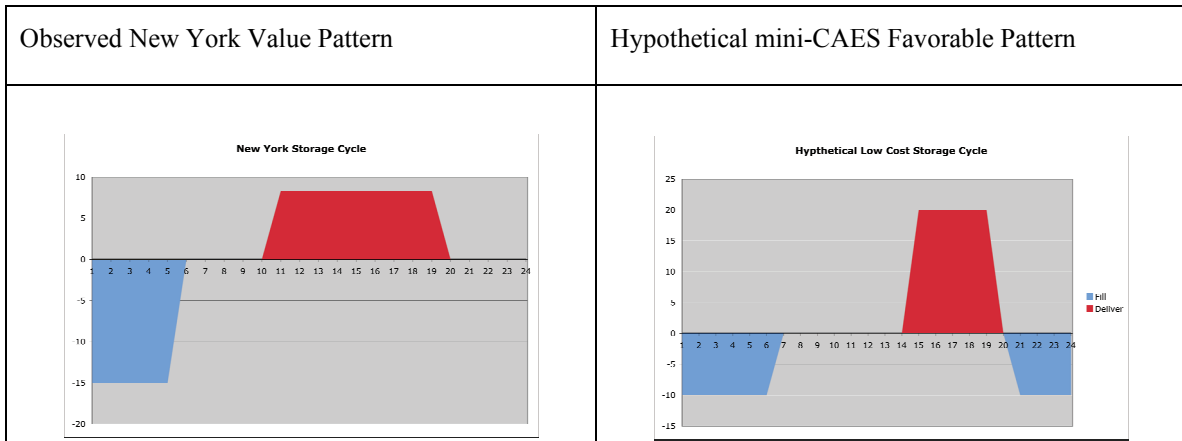 Observed New York Value Pattern
Hypothetical mini-CAES Favorable Pattern
New York Storage Cycle
10
5
0
1 2 3 4 5 6 7 8 9 10 11 12 13 14 15 16 17 18 19 20 21 22 23 24
-5
-10
-15
-20
Hypthetical Low Cost Storage Cycle
25
20
15
10
5
0
1 2 3 4 5 6 7 8 9 10 11 12 13 14 15 16 17 18 19 20 21 22 23 24
-5
-10
-15
Fill
Deliver